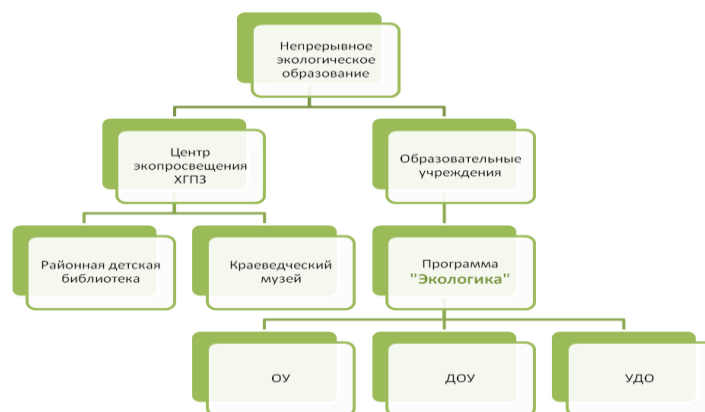 Непрерывное
экологическое
образование
Центр
экопросвещения
ХГПЗ
Образовательные
учреждения
Районная детская
библиотека
Краеведческий
музей
Программа
"Экологика"
ОУ
ДОУ
УДО